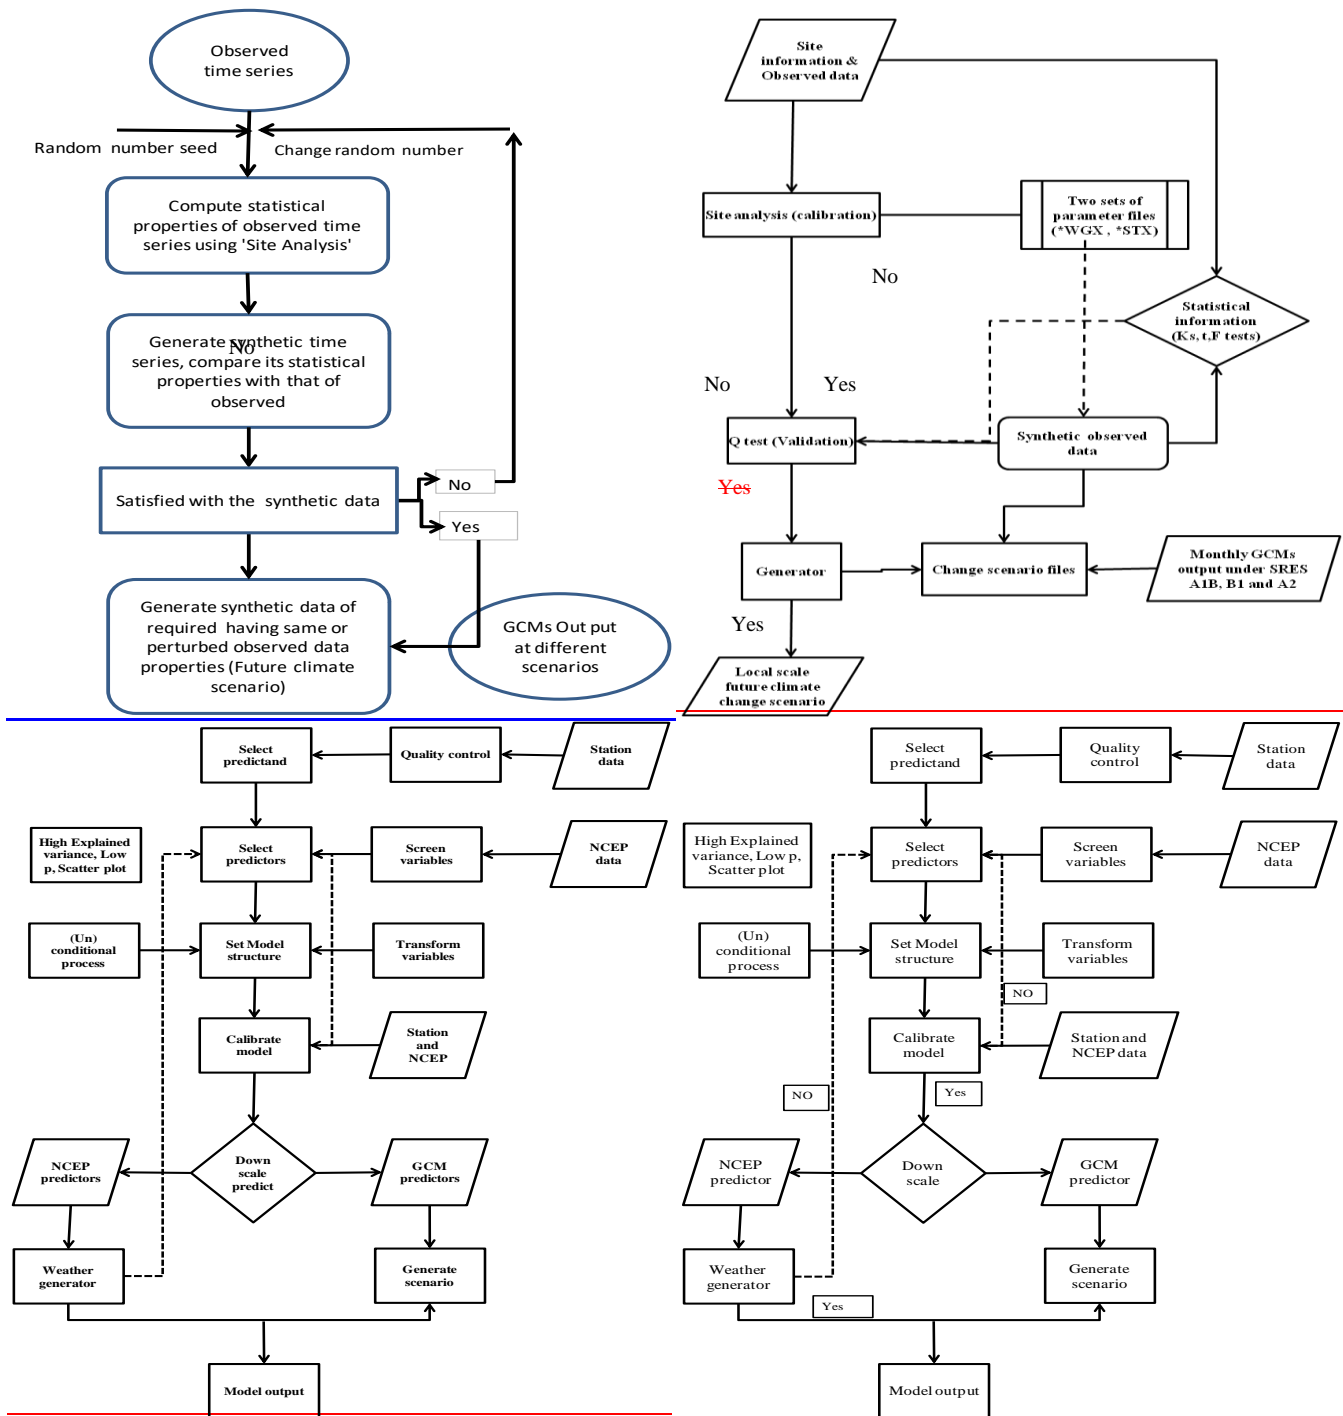 Observed
time series
Random number seed
Change random number
Compute statistical
properties of observed time
series using 'Site Analysis'
No
Generate synthetic time
series, compare its statistical
properties with that of
observed
Satisfied with the synthetic data
No
Yes
Generate synthetic data of
required having same or
perturbed observed data
properties (Future climate
scenario)
GCMs Out put
at different
scenarios
Site
information &
Observed data
Site analysis (calibration)
Two sets of
parameter files
(*WGX , *STX)
No
Statistical
information
(Ks, t,F tests)
No
Yes
Q test (Validation)
Synthetic observed
data
Yes
Generator
Change scenario files
Monthly GCMs
output under SRES
A1B, B1 and A2
Yes
Local scale
future climate
change scenario
Select
predictand
Quality control
Station
data
High Explained
variance, Low
p, Scatter plot
Select
predictors
Screen
variables
NCEP
data
(Un)
conditional
process
Set Model
structure
Transform
variables
Calibrate
model
Station
and
NCEP
NCEP
predictors
Down
scale
predict
GCM
predictors
Weather
generator
Generate
scenario
Model output
Select
predictand
Quality
control
Station
data
High Explained
variance, Low p,
Scatter plot
Select
predictors
Screen
variables
NCEP
data
(Un)
conditional
process
Set Model
structure
Transform
variables
NO
Calibrate
model
Station and
NCEP data
NO
Yes
NCEP
predictor
Down
scale
GCM
predictor
Weather
generator
Generate
scenario
Yes
Model output